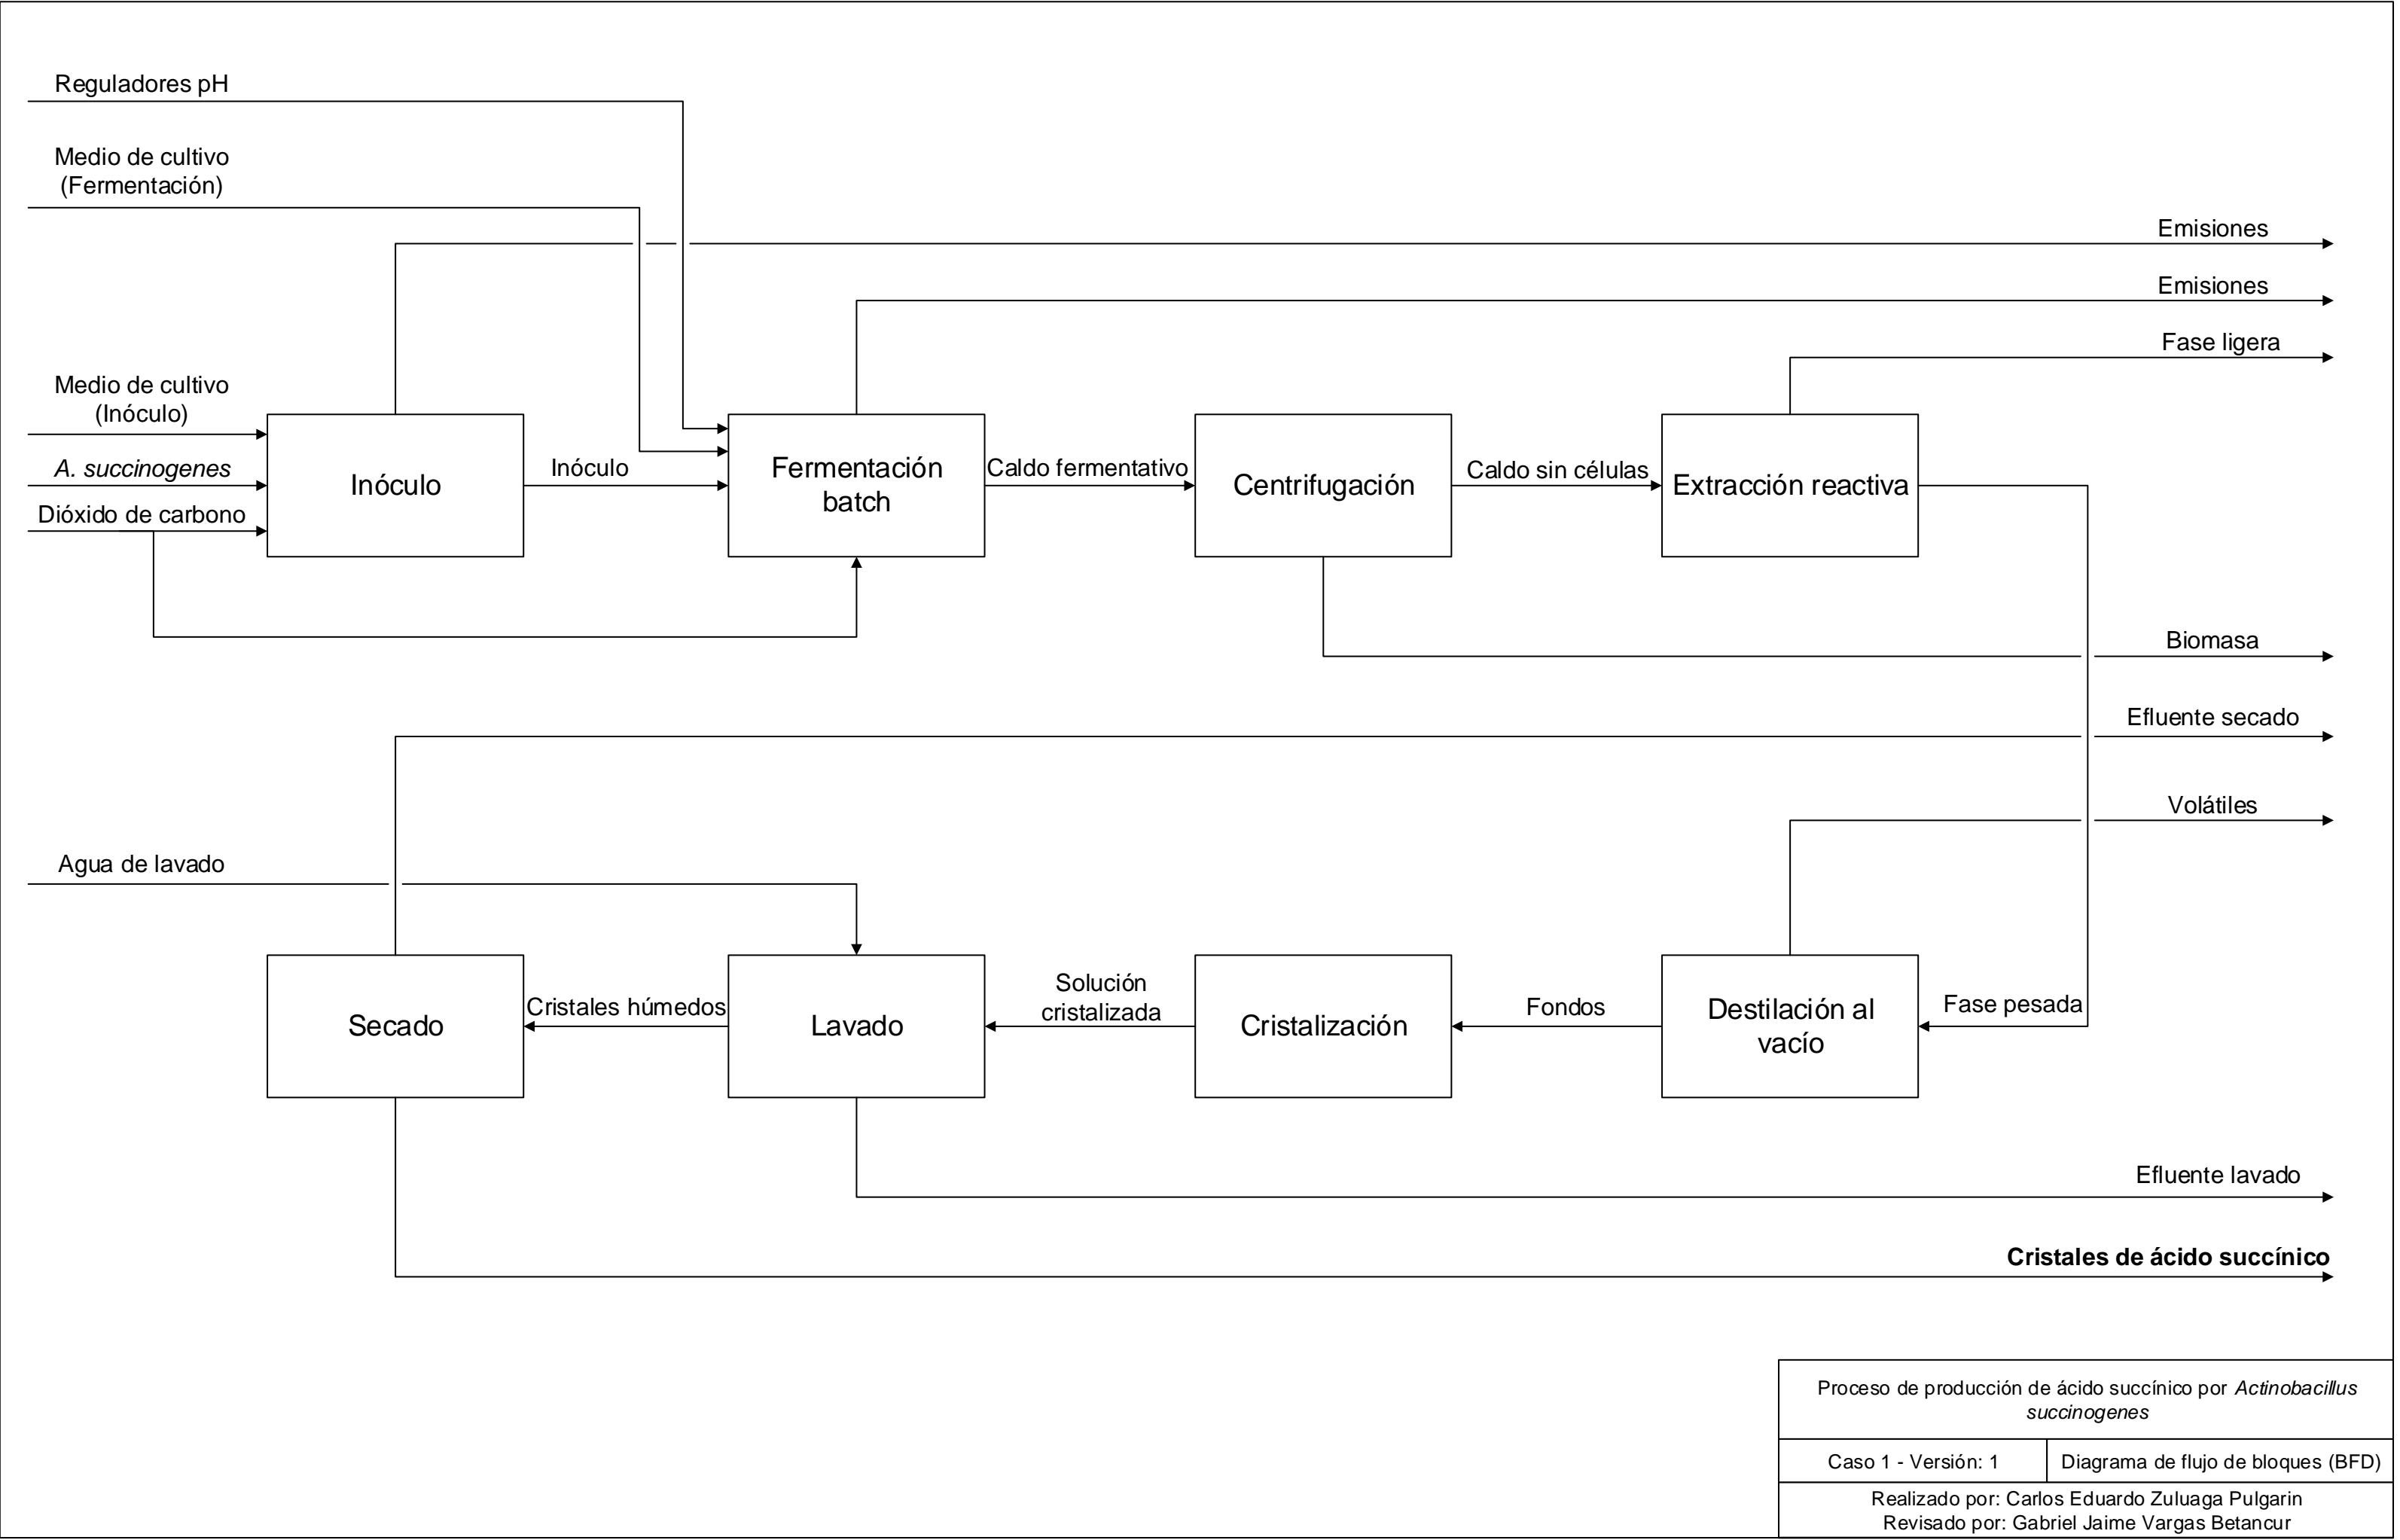 Reguladores pH
Medio de cultivo
(Fermentación)
Emisiones
Emisiones
Fase ligera
Medio de cultivo
(Inóculo)
A. succinogenes
Dióxido de carbono
Inóculo
Inóculo
Fermentación
batch
Caldo fermentativo
Centrifugación
Caldo sin células
Extracción reactiva
Biomasa
Efluente secado
Volátiles
Agua de lavado
Secado
Cristales húmedos
Lavado
Solución
cristalizada
Cristalización
Fondos
Destilación al
vacío
Fase pesada
Efluente lavado
Cristales de ácido succínico
Proceso de producción de ácido succínico por Actinobacillus
succinogenes
Caso 1 - Versión: 1
Diagrama de flujo de bloques (BFD)
Realizado por: Carlos Eduardo Zuluaga Pulgarin
Revisado por: Gabriel Jaime Vargas Betancur